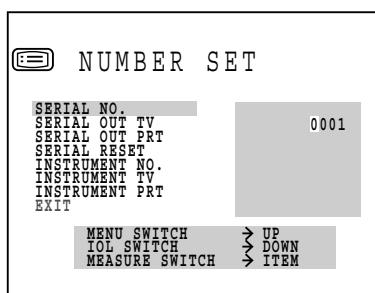 NUMBER SET
SERIAL NO.
SERIAL OUT TV
SERIAL OUT PRT
SERIAL RESET
INSTRUMENT NO.
INSTRUMENT TV
INSTRUMENT PRT
EXIT
0001
MENU SWITCH → UP
IOL SWITCH → DOWN
MEASURE SWITCH → ITEM